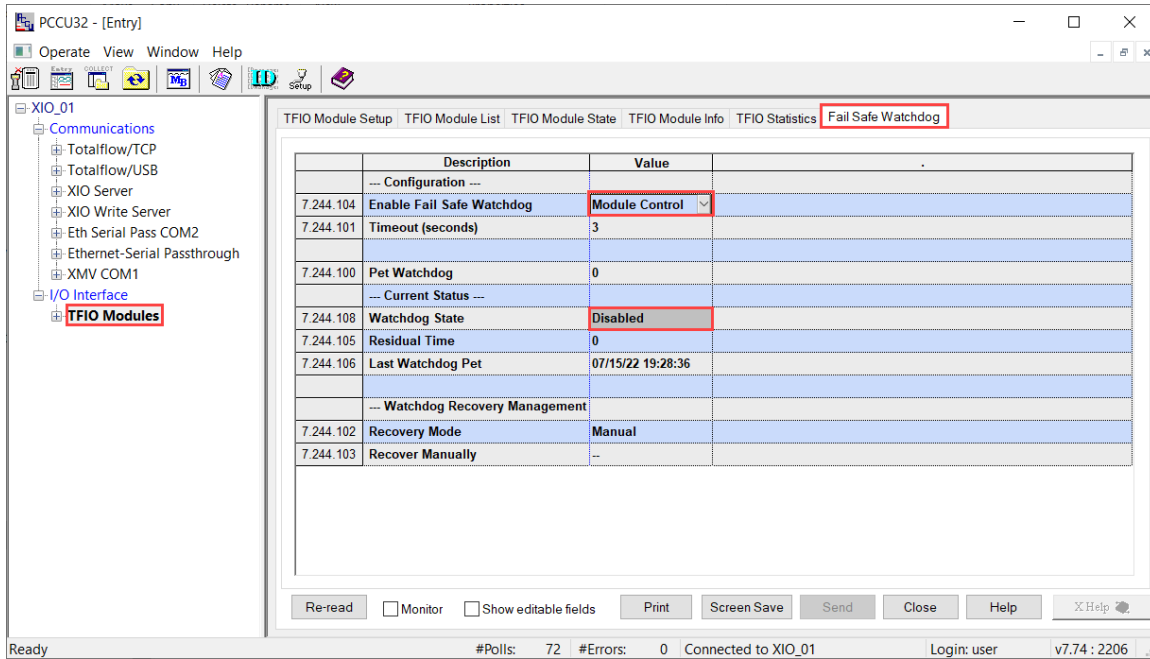 PCCU32 - [Entry]
Operate View Window Help
Entry COLLECT MB ID Setup
XIO_01
Communications
Totalflow/TCP
Totalflow/USB
XIO Server
XIO Write Server
Eth Serial Pass COM2
Ethernet-Serial Passthrough
XMV COM1
I/O Interface
TFIO Modules
TFIO Module Setup TFIO Module List TFIO Module State TFIO Module Info TFIO Statistics Fail Safe Watchdog
Description Value .
--- Configuration ---
7.244.104 Enable Fail Safe Watchdog Module Control
7.244.101 Timeout (seconds) 3
7.244.100 Pet Watchdog 0
--- Current Status ---
7.244.108 Watchdog State Disabled
7.244.105 Residual Time 0
7.244.106 Last Watchdog Pet 07/15/22 19:28:36
--- Watchdog Recovery Management
7.244.102 Recovery Mode Manual
7.244.103 Recover Manually --
Re-read Monitor Show editable fields Print Screen Save Send Close Help X Help
Ready #Polls: 72 #Errors: 0 Connected to XIO_01 Login: user v7.74 : 2206